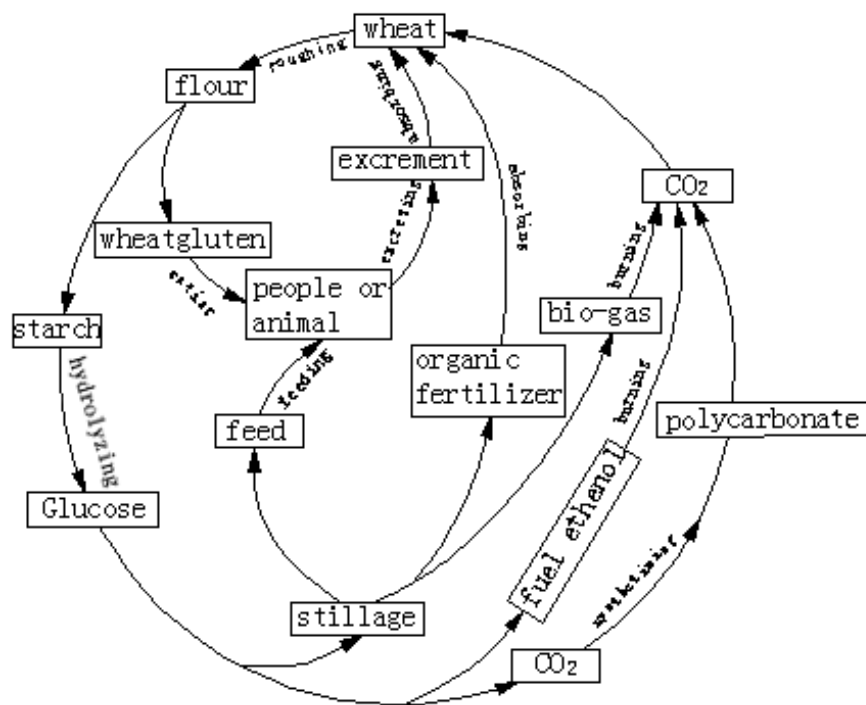 wheat
roughing
flour
absorbing
excrement
absorbing
CO₂
wheatgluten
excreting
burning
eating
people or
animal
bio-gas
starch
organic
fertilizer
hydrolyzing
feeding
burning
feed
polycarbonate
Glucose
fuel ethenol
stillage
CO₂